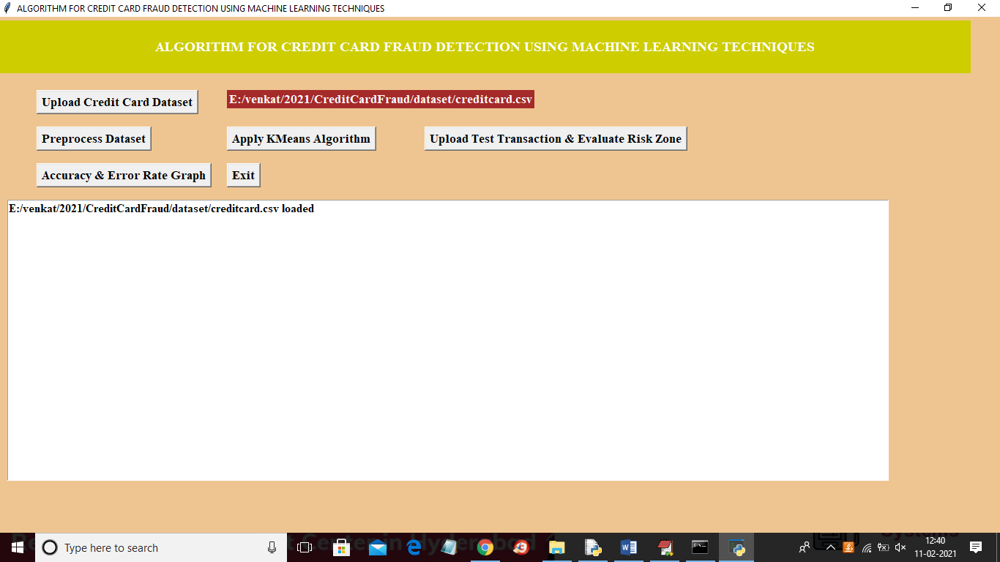 ALGORITHM FOR CREDIT CARD FRAUD DETECTION USING MACHINE LEARNING TECHNIQUES
ALGORITHM FOR CREDIT CARD FRAUD DETECTION USING MACHINE LEARNING TECHNIQUES
Upload Credit Card Dataset
E:/venkat/2021/CreditCardFraud/dataset/creditcard.csv
Preprocess Dataset
Apply KMeans Algorithm
Upload Test Transaction & Evaluate Risk Zone
Accuracy & Error Rate Graph
Exit
E:/venkat/2021/CreditCardFraud/dataset/creditcard.csv loaded
Type here to search
12:40
11-02-2021